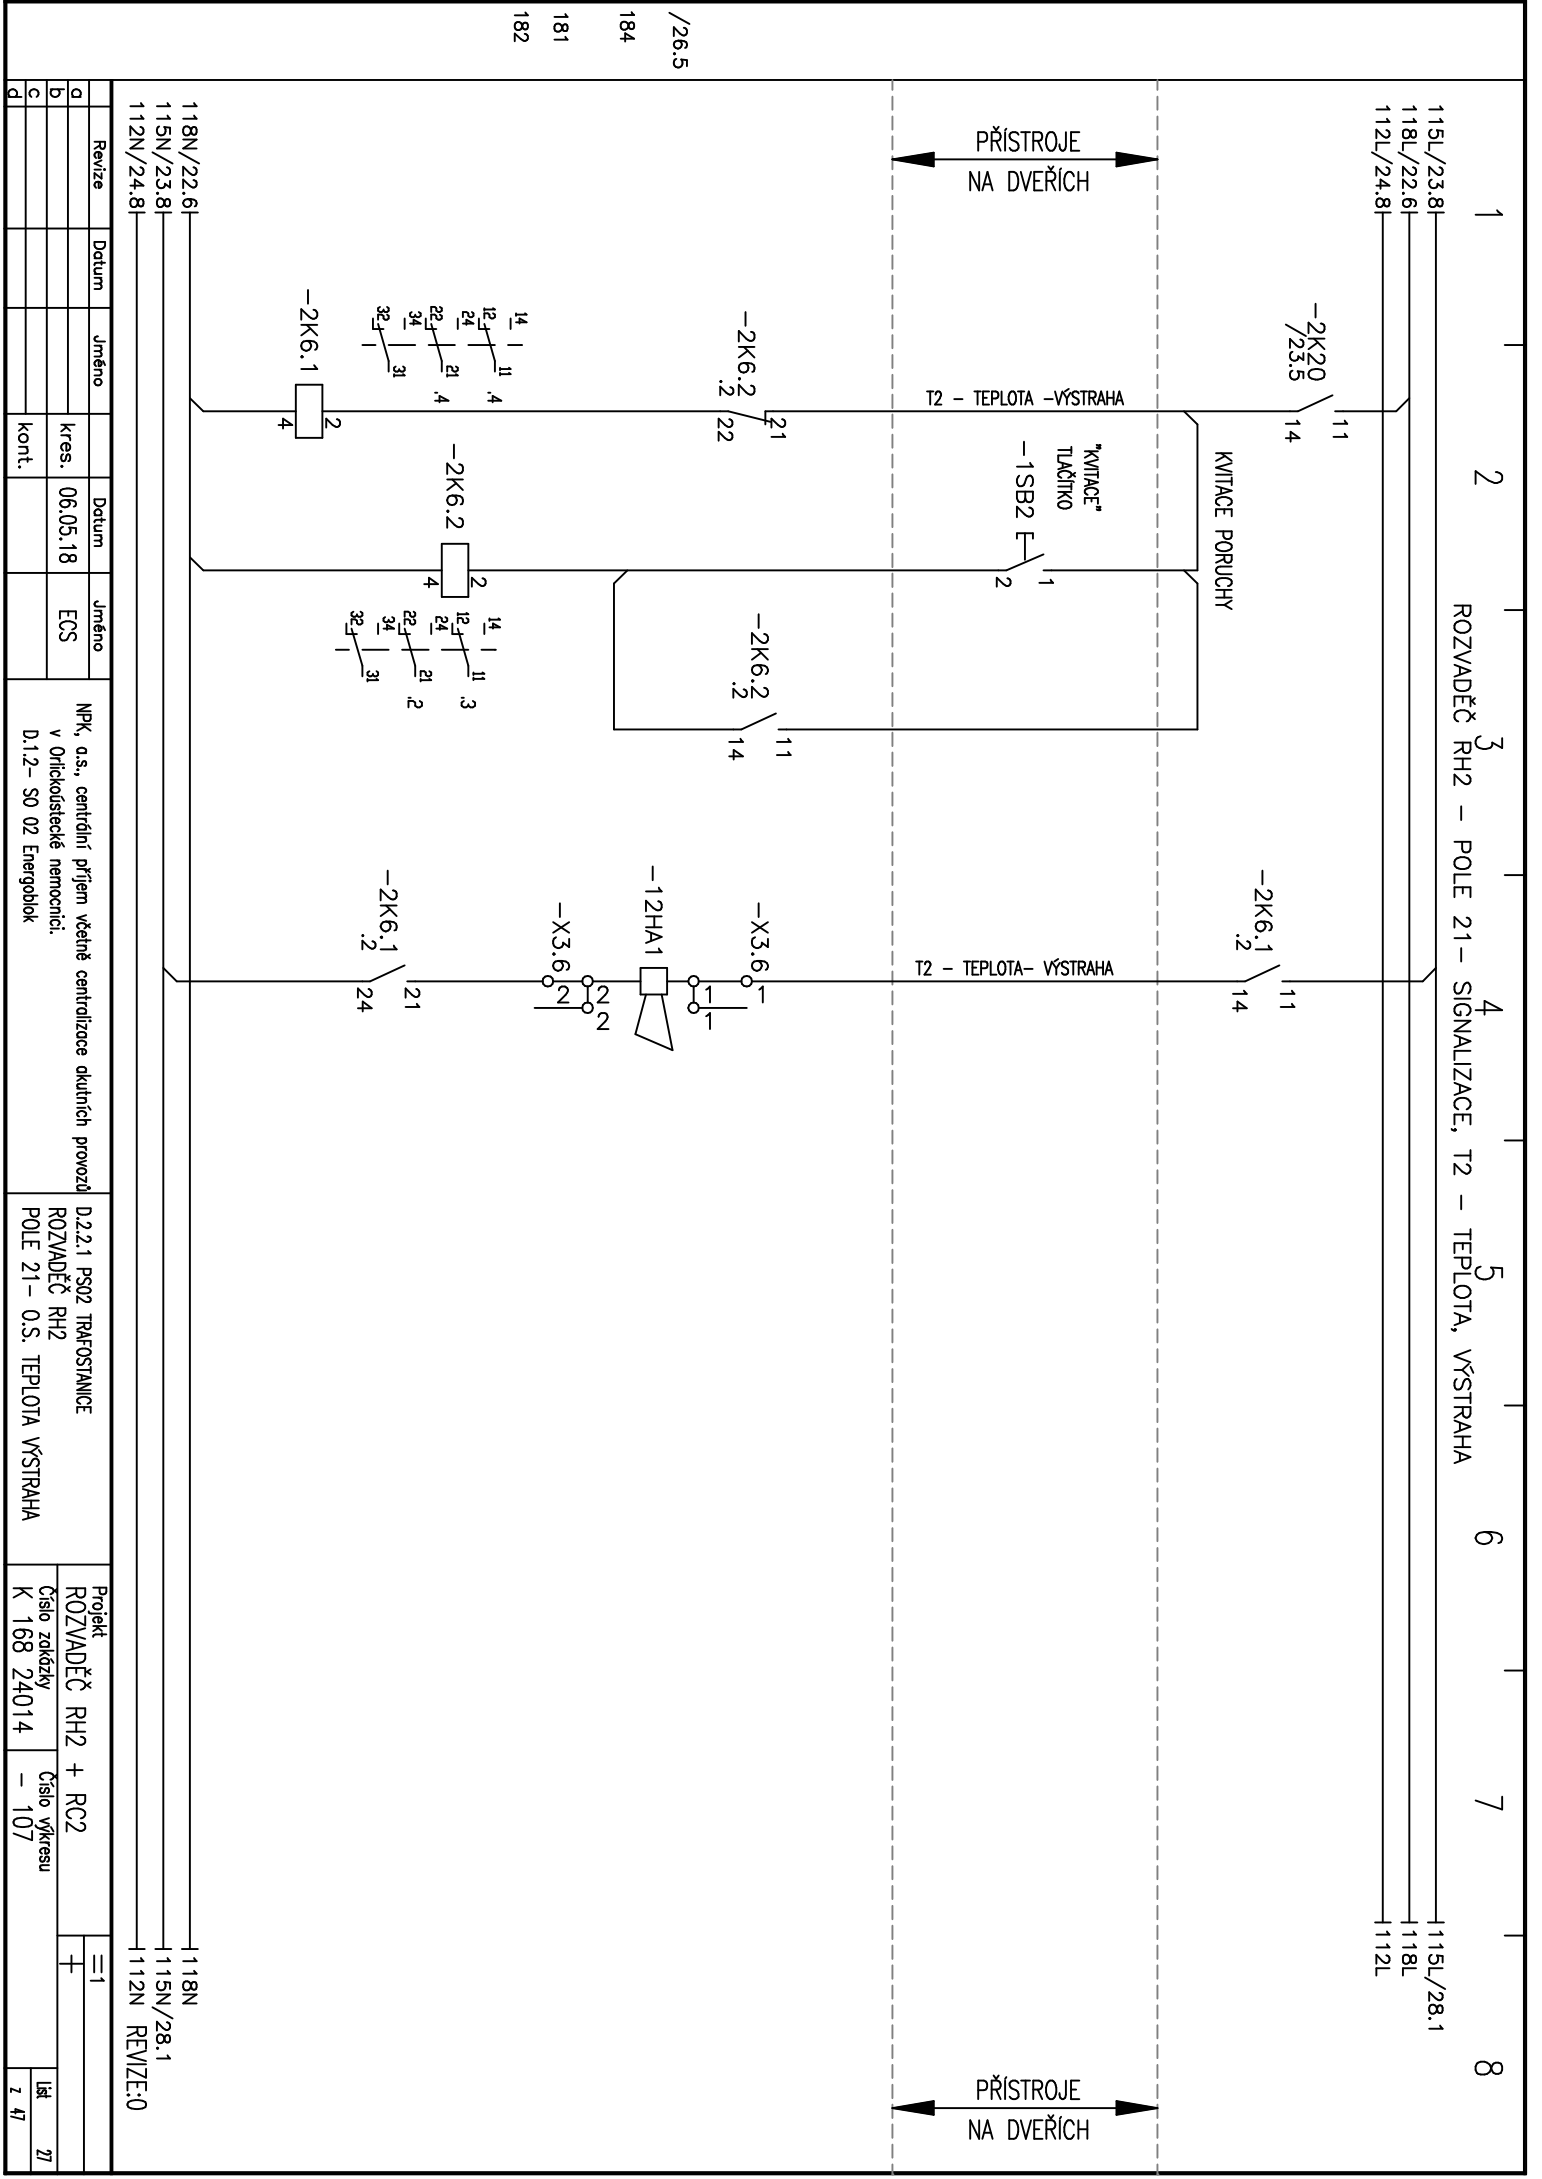 1 2 3 4 5 6 7 8
ROZVADĚČ RH2 – POLE 21– SIGNALIZACE, T2 – TEPLOTA, VÝSTRAHA
115L/23.8
118L/22.6
112L/24.8
115L/28.1
118L
112L
-2K20
/23.5
11
14
KVITACE PORUCHY
-2K6.1
.2
11
14
PŘÍSTROJE
NA DVEŘÍCH
T2 – TEPLOTA –VÝSTRAHA
"KVITACE"
TLAČÍTKO
-1SB2
1
2
T2 – TEPLOTA– VÝSTRAHA
PŘÍSTROJE
NA DVEŘÍCH
-2K6.2
.2
21
22
-2K6.2
.2
11
14
-X3.6
1
1
1
-12HA1
-X3.6
2
2
2
/26.5
184
181
182
14
12
11
.4
24
22
21
.4
34
32
31
-2K6.1
2
4
-2K6.2
2
4
14
12
11
.3
24
22
21
.2
34
32
31
-2K6.1
.2
21
24
118N/22.6
115N/23.8
112N/24.8
118N
115N/28.1
112N REVIZE:0
Revize Datum Jméno Datum Jméno
a
b
c
d
kres. 06.05.18 ECS
kont.
NPK, a.s., centrální příjem včetně centralizace akutních provozů
v Orlickoústecké nemocnici.
D.1.2– SO 02 Energoblok
D.2.2.1 PS02 TRAFOSTANICE
ROZVADĚČ RH2
POLE 21– O.S. TEPLOTA VÝSTRAHA
Projekt
ROZVADĚČ RH2 + RC2
Číslo zakázky
K 168 24014
Číslo výkresu
– 107
=1
+
List 27
z 47